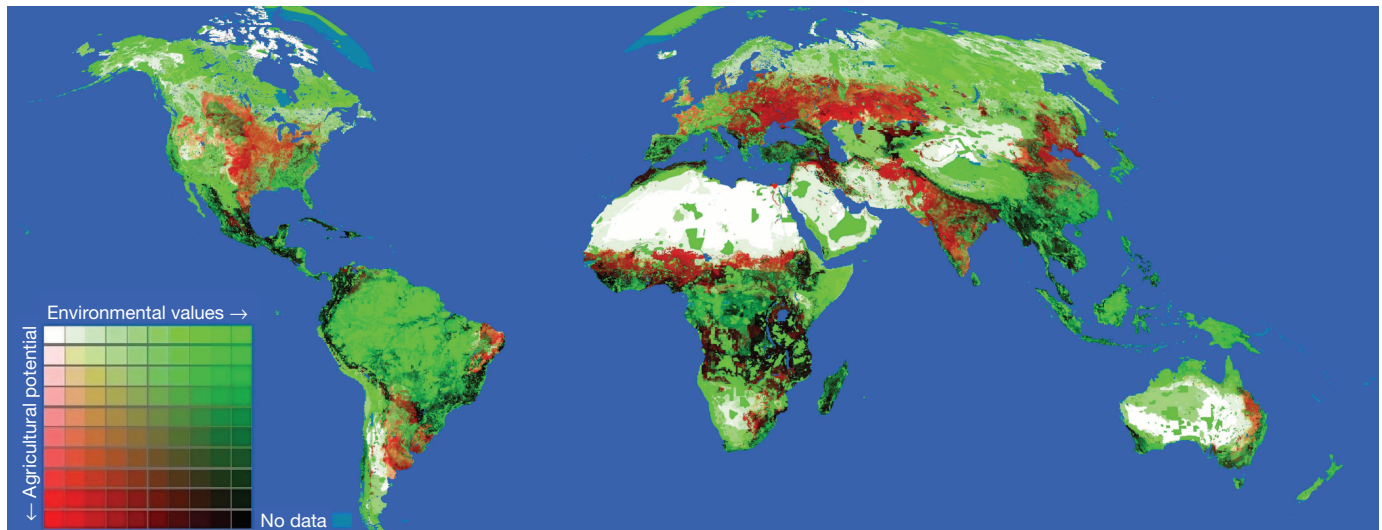 Environmental values →
← Agricultural potential
No data